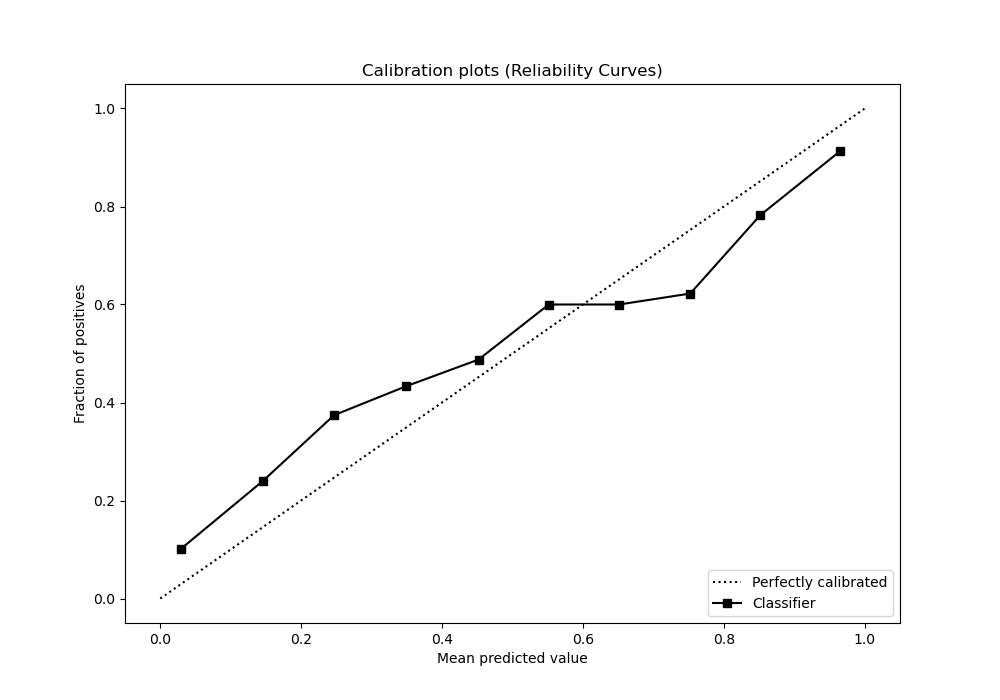 Calibration plots (Reliability Curves)
Fraction of positives
1.0
0.8
0.6
0.4
0.2
0.0
0.0 0.2 0.4 0.6 0.8 1.0
Mean predicted value
Perfectly calibrated
Classifier